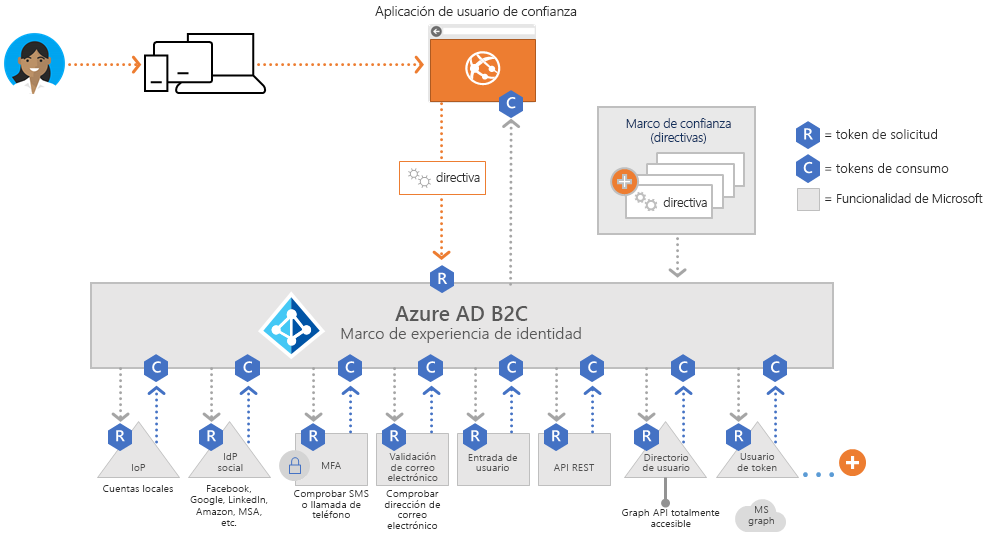 Aplicación de usuario de confianza
C
Marco de confianza
(directivas)
directiva
R = token de solicitud
C = tokens de consumo
= Funcionalidad de Microsoft
directiva
R
Azure AD B2C
Marco de experiencia de identidad
C C C C C C C C
R R R R R R R R
IoP
IdP
social
MFA
Validación
de correo
electrónico
Entrada de
usuario
API REST
Directorio
de usuario
Usuario
de token
Cuentas locales
Facebook,
Google, LinkedIn,
Amazon, MSA,
etc.
Comprobar SMS
o llamada de
teléfono
Comprobar
dirección de
correo
electrónico
Graph API totalmente
accesible
MS
graph